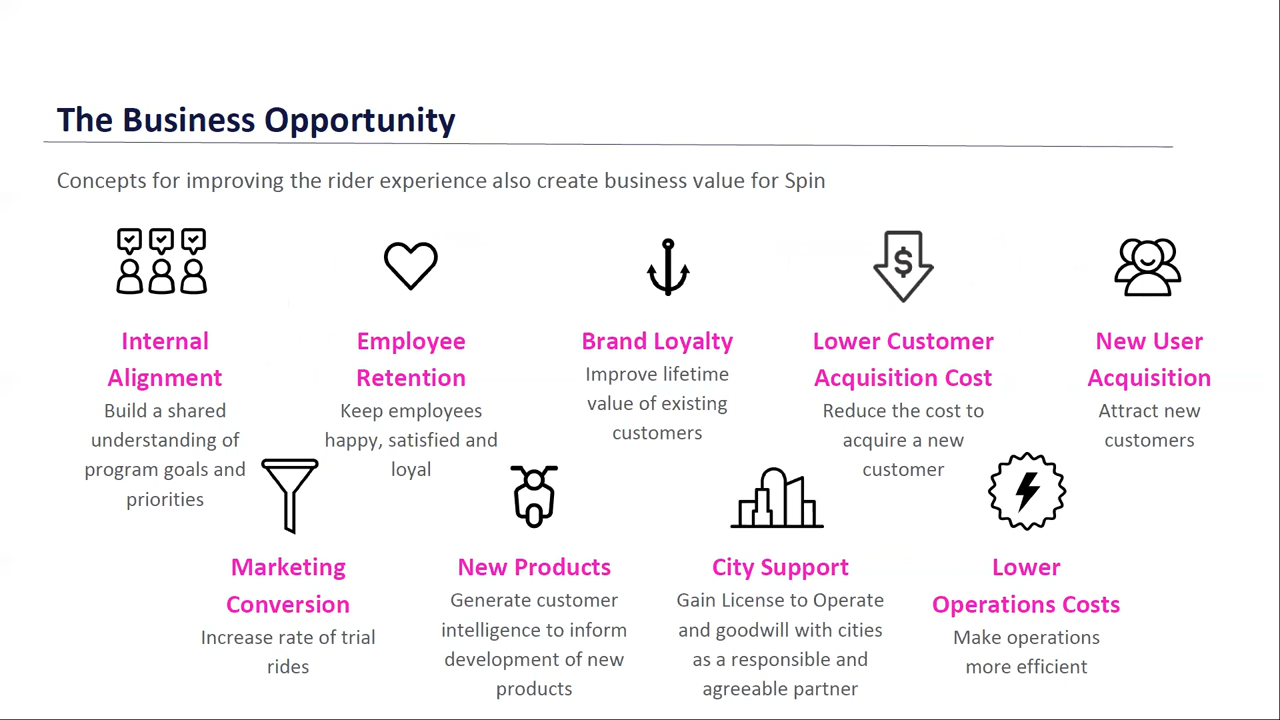 The Business Opportunity
Concepts for improving the rider experience also create business value for Spin
$
Internal
Alignment
Build a shared
understanding of
program goals and
priorities
Employee
Retention
Keep employees
happy, satisfied and
loyal
Brand Loyalty
Improve lifetime
value of existing
customers
Lower Customer
Acquisition Cost
Reduce the cost to
acquire a new
customer
New User
Acquisition
Attract new
customers
Marketing
Conversion
Increase rate of trial
rides
New Products
Generate customer
intelligence to inform
development of new
products
City Support
Gain License to Operate
and goodwill with cities
as a responsible and
agreeable partner
Lower
Operations Costs
Make operations
more efficient